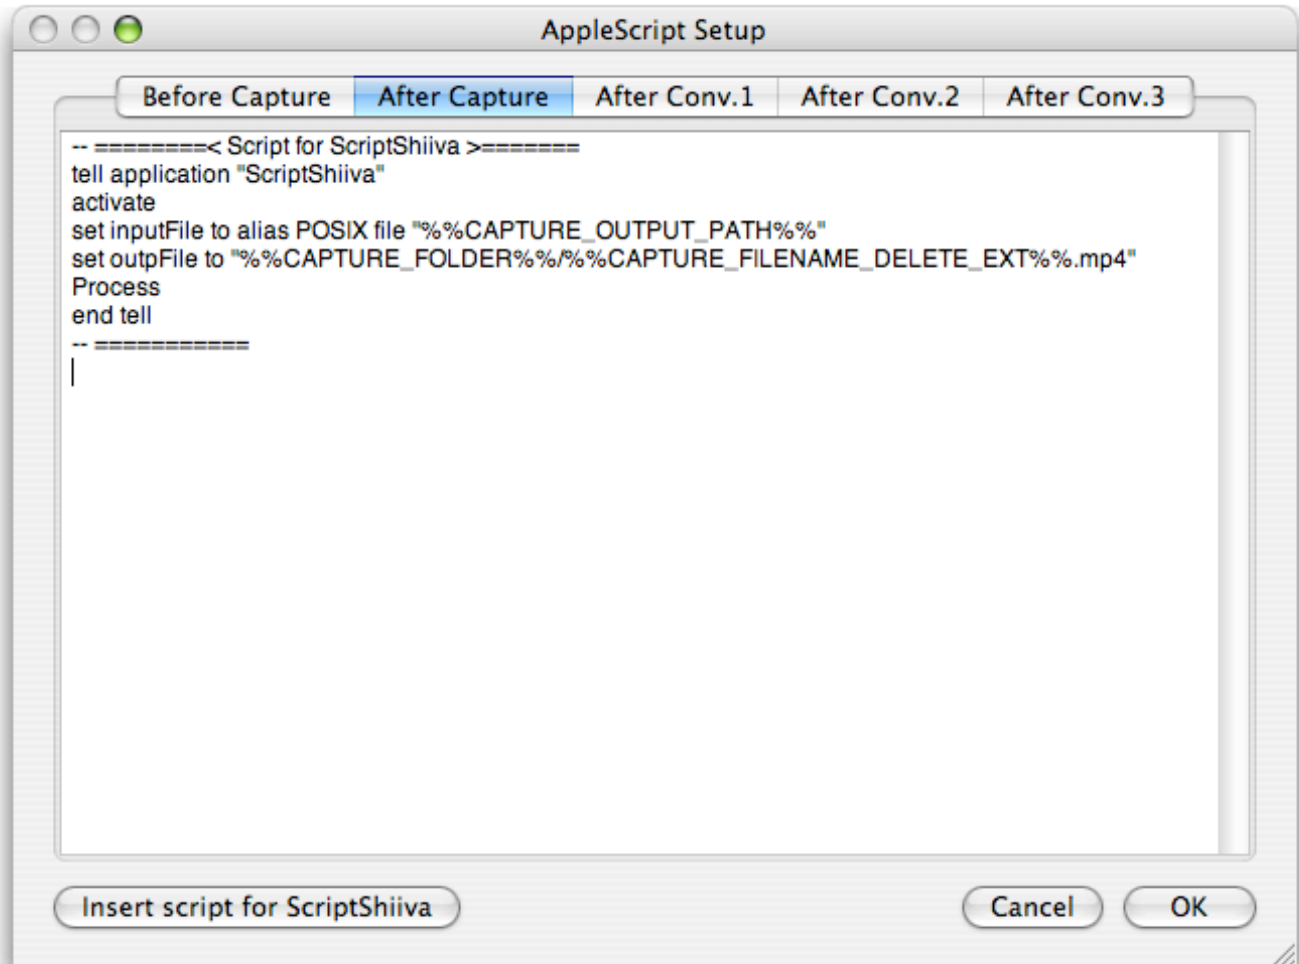 AppleScript Setup
Before Capture After Capture After Conv.1 After Conv.2 After Conv.3
-- ========< Script for ScriptShiiva >=======
tell application "ScriptShiiva"
activate
set inputFile to alias POSIX file "%%CAPTURE_OUTPUT_PATH%%"
set outpFile to "%%CAPTURE_FOLDER%%/%%CAPTURE_FILENAME_DELETE_EXT%%.mp4"
Process
end tell
-- ===========
Insert script for ScriptShiiva Cancel OK